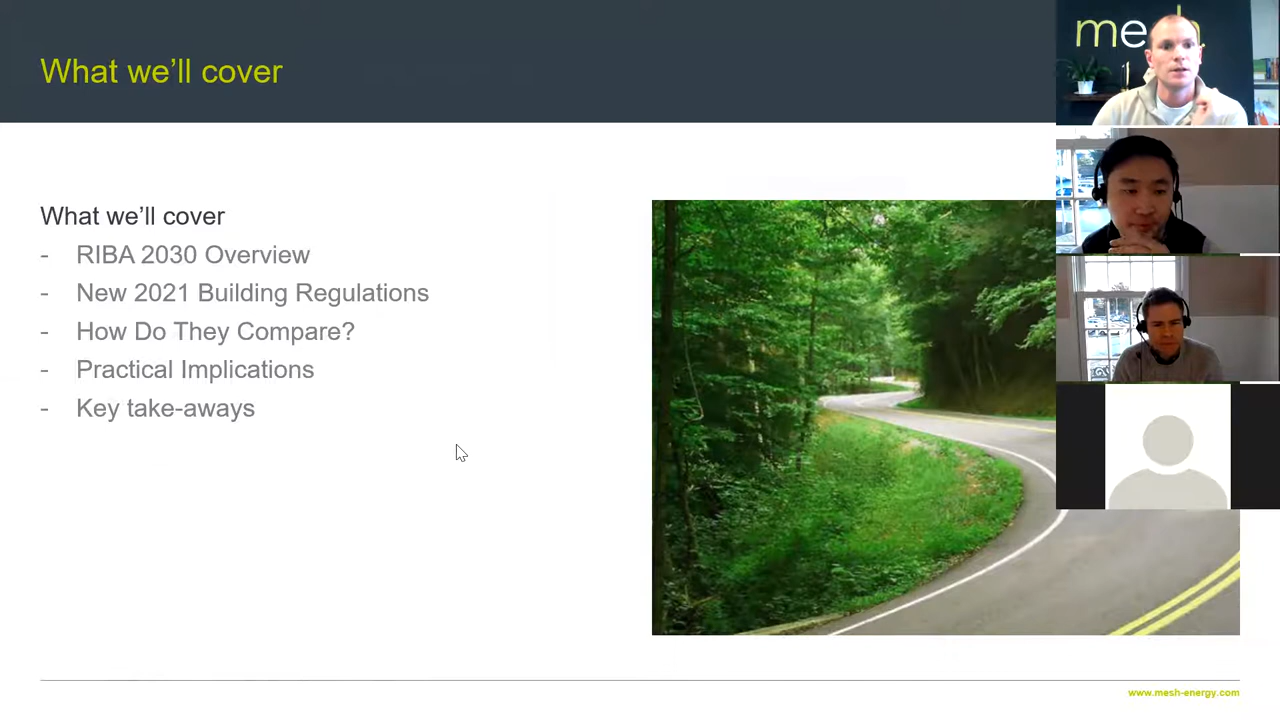 What we'll cover
mesh
What we'll cover
- RIBA 2030 Overview
- New 2021 Building Regulations
- How Do They Compare?
- Practical Implications
- Key take-aways
www.mesh-energy.com